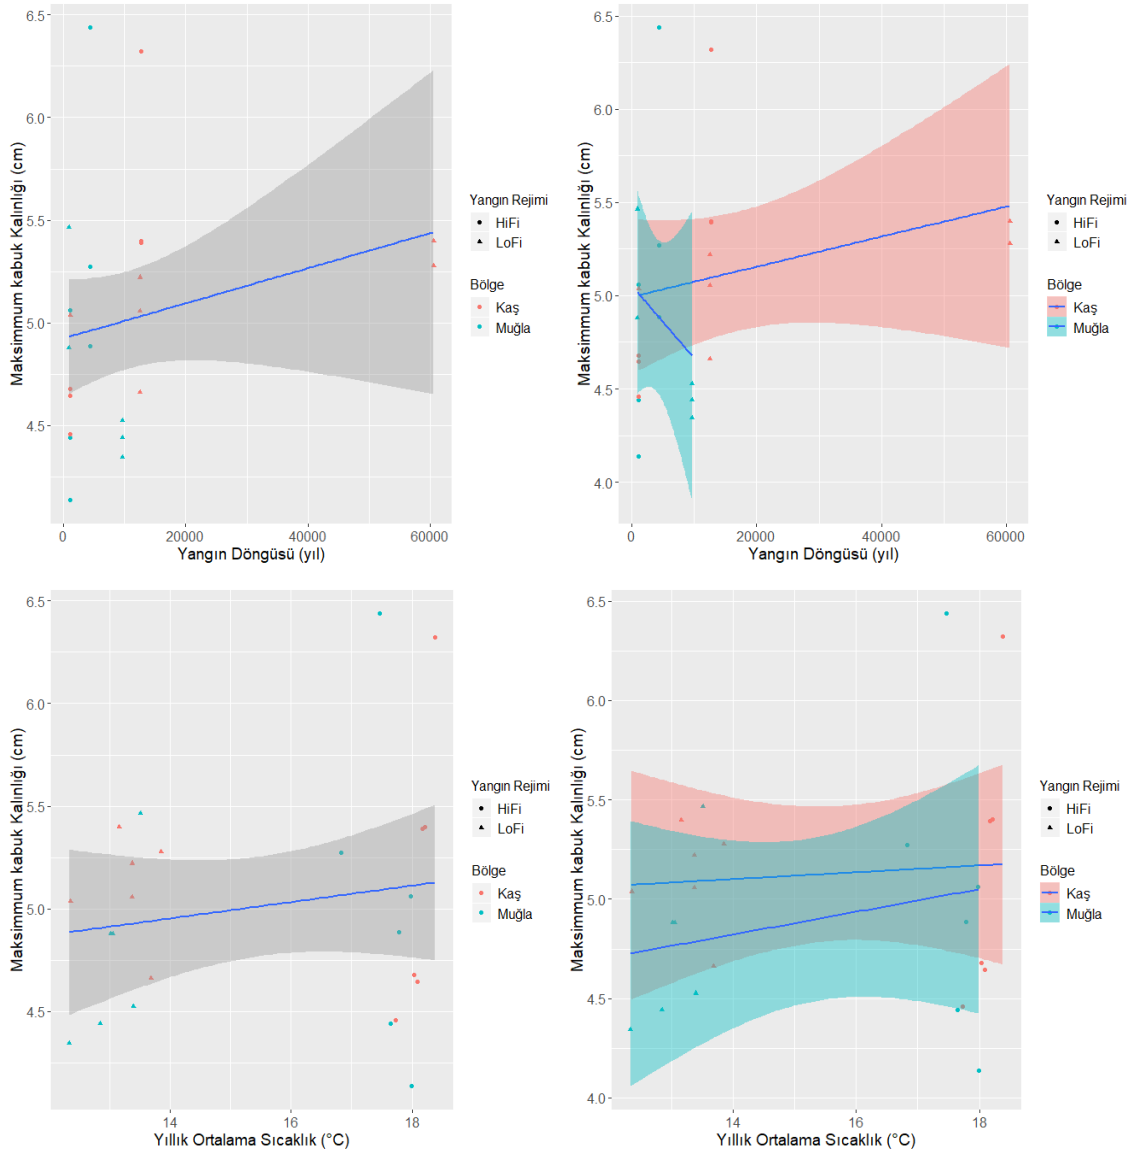 6.5
6.0
5.5
5.0
4.5
Maksimmum kabuk Kalınlığı (cm)
0
20000
40000
60000
Yangın Döngüsü (yıl)
Yangın Rejimi
HiFi
LoFi
Bölge
Kaş
Muğla
6.5
6.0
5.5
5.0
4.5
4.0
Maksimmum kabuk Kalınlığı (cm)
0
20000
40000
60000
Yangın Döngüsü (yıl)
Yangın Rejimi
HiFi
LoFi
Bölge
Kaş
Muğla
6.5
6.0
5.5
5.0
4.5
Maksimmum kabuk Kalınlığı (cm)
14
16
18
Yıllık Ortalama Sıcaklık (°C)
Yangın Rejimi
HiFi
LoFi
Bölge
Kaş
Muğla
6.5
6.0
5.5
5.0
4.5
4.0
Maksimmum kabuk Kalınlığı (cm)
14
16
18
Yıllık Ortalama Sıcaklık (°C)
Yangın Rejimi
HiFi
LoFi
Bölge
Kaş
Muğla